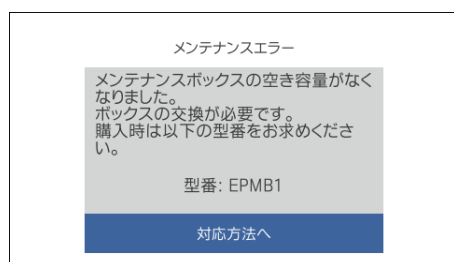 メンテナンスエラー
メンテナンスボックスの空き容量がなく
なりました。
ボックスの交換が必要です。
購入時は以下の型番をお求めくださ
い。
型番: EPMB1
対応方法へ